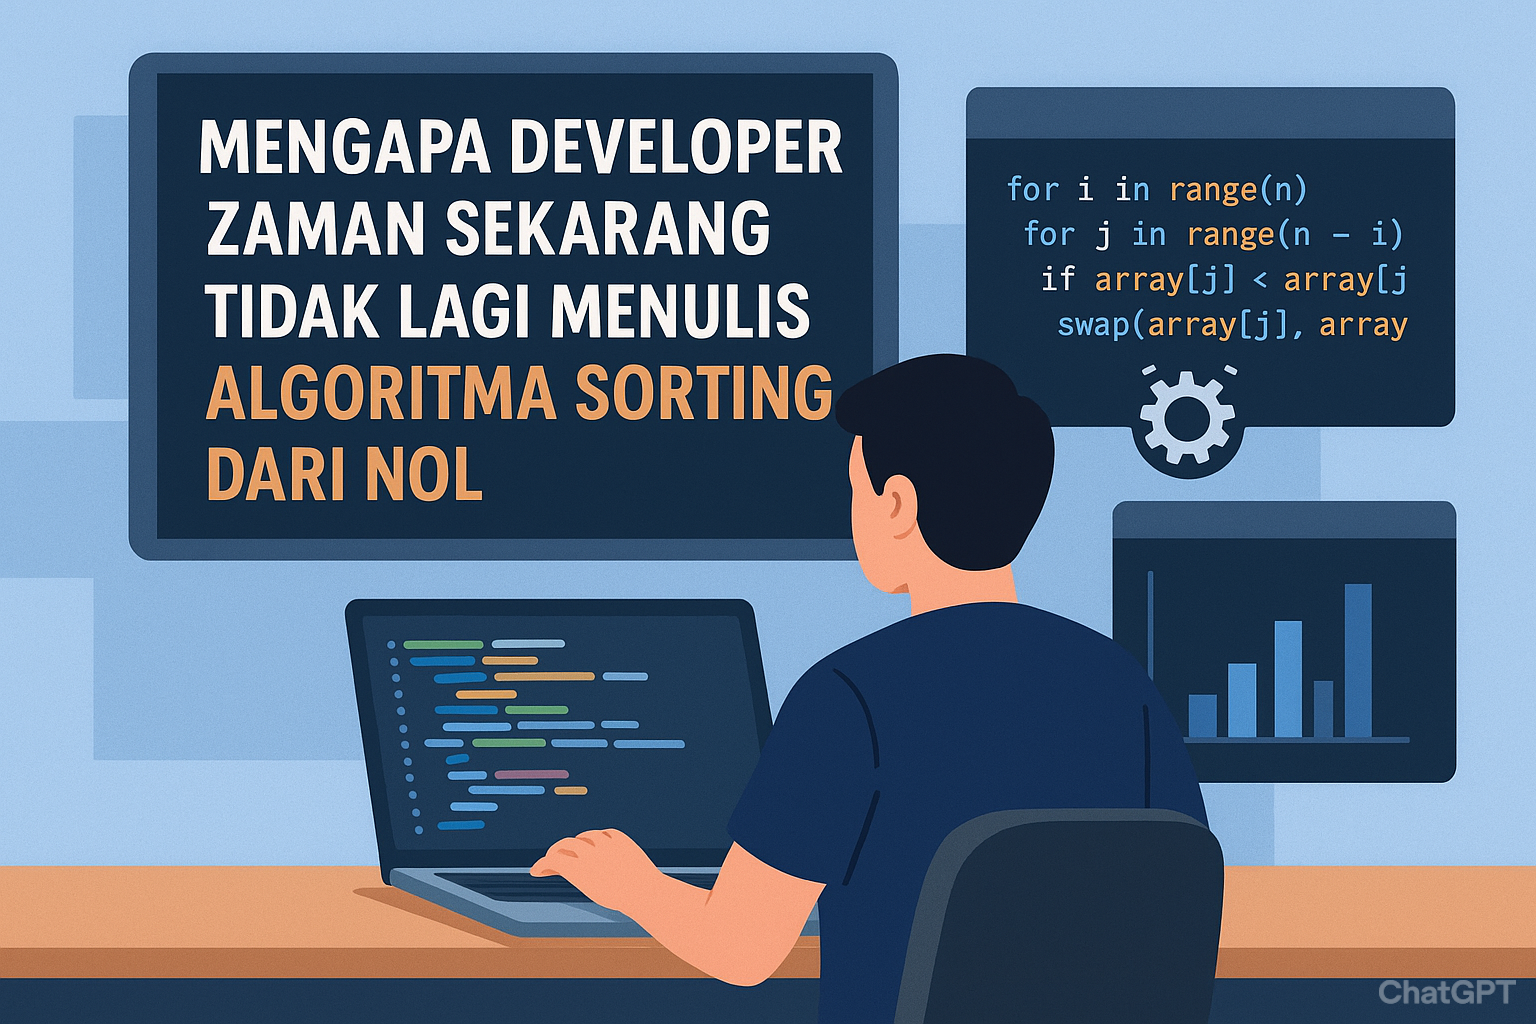 MENGAPA DEVELOPER
ZAMAN SEKARANG
TIDAK LAGI MENULIS
ALGORITMA SORTING
DARI NOL
for i in range(n)
for j in range(n – i)
if array[j] < array[j
swap(array[j], array
ChatGPT